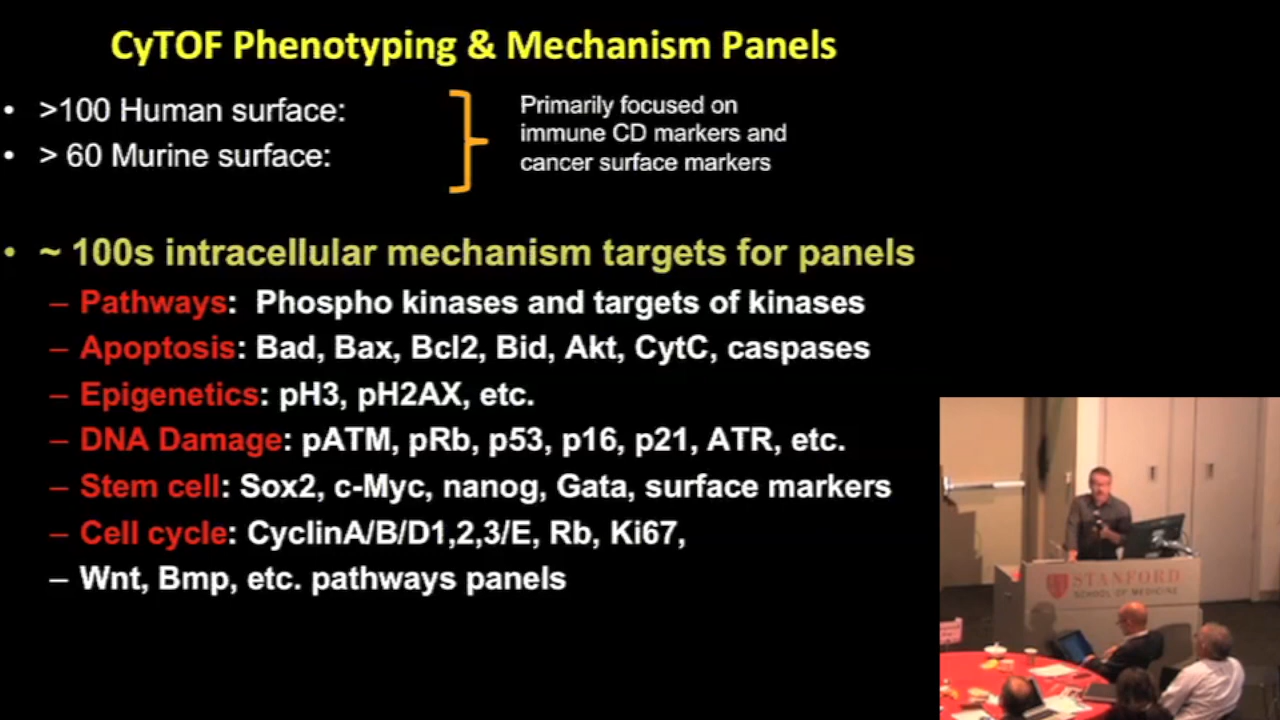 CyTOF Phenotyping & Mechanism Panels
• >100 Human surface:
• > 60 Murine surface:
Primarily focused on
immune CD markers and
cancer surface markers
• ~ 100s intracellular mechanism targets for panels
– Pathways: Phospho kinases and targets of kinases
– Apoptosis: Bad, Bax, Bcl2, Bid, Akt, CytC, caspases
– Epigenetics: pH3, pH2AX, etc.
– DNA Damage: pATM, pRb, p53, p16, p21, ATR, etc.
– Stem cell: Sox2, c-Myc, nanog, Gata, surface markers
– Cell cycle: CyclinA/B/D1,2,3/E, Rb, Ki67,
– Wnt, Bmp, etc. pathways panels
STANFORD
SCHOOL OF MEDICINE